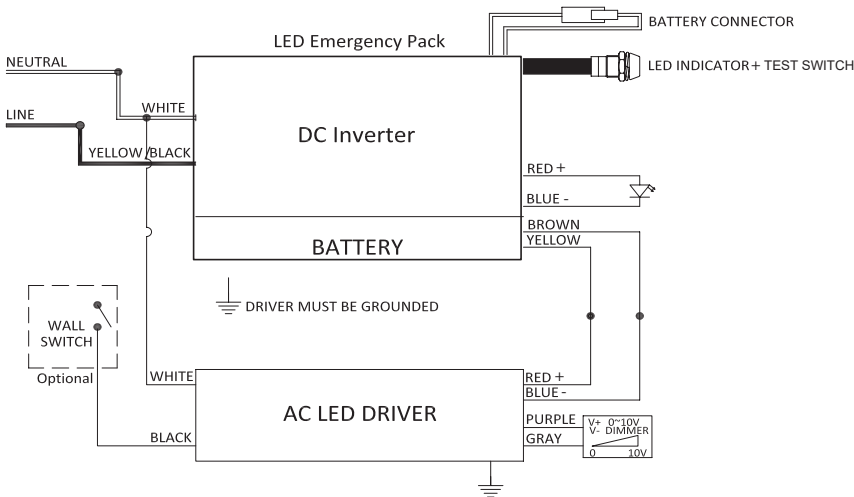 BATTERY CONNECTOR
LED Emergency Pack
NEUTRAL
LED INDICATOR+ TEST SWITCH
WHITE
LINE
DC Inverter
YELLOW/BLACK
RED +
BLUE -
BROWN
YELLOW
BATTERY
DRIVER MUST BE GROUNDED
WALL
SWITCH
Optional
WHITE
RED +
BLUE -
AC LED DRIVER
PURPLE
GRAY
BLACK
V+ 0~10V
V- DIMMER
0 10V